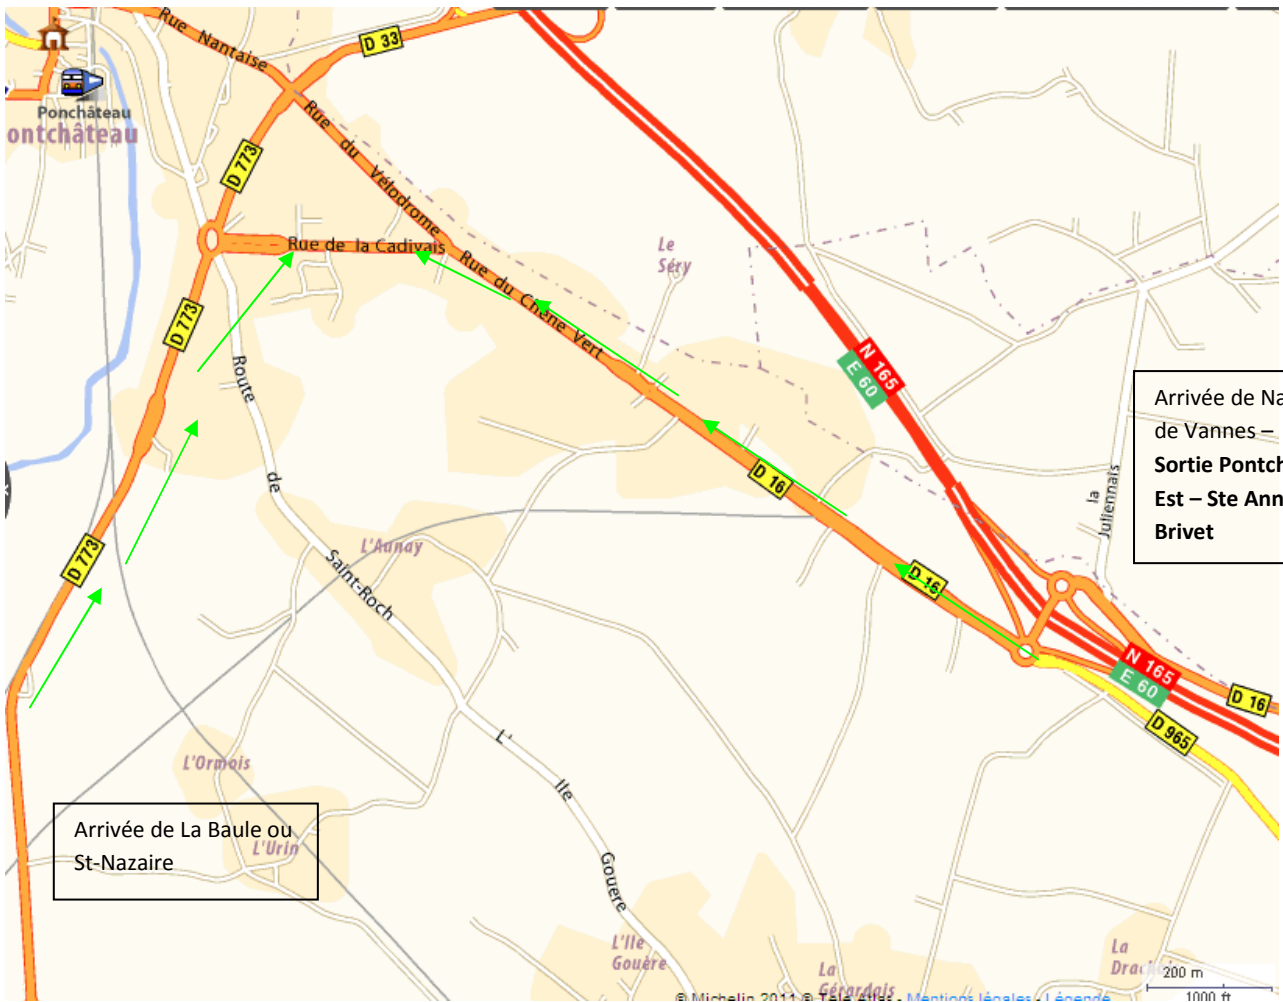 Rue Nantaise
D 33
Ponchâteau
ontchâteau
Rue du Vélodrome
D 773
Rue de la Cadivais
Rue du Chêne Vert
Le
Séry
D 773
Route de Saint-Roch
N 165
E 60
Arrivée de Na
de Vannes –
Sortie Pontch
Est – Ste Ann
Brivet
D 16
la
Juliennais
L'Aunay
D 773
D 16
N 165
E 60
D 16
D 965
L'Ormois
L' Ile Gouere
Arrivée de La Baule ou
St-Nazaire
L'Urin
L'Ile
Gouère
La
Gérardais
La
200 m
1000 ft
© Michelin 2011 © Tele Atlas - Mentions légales - Légende